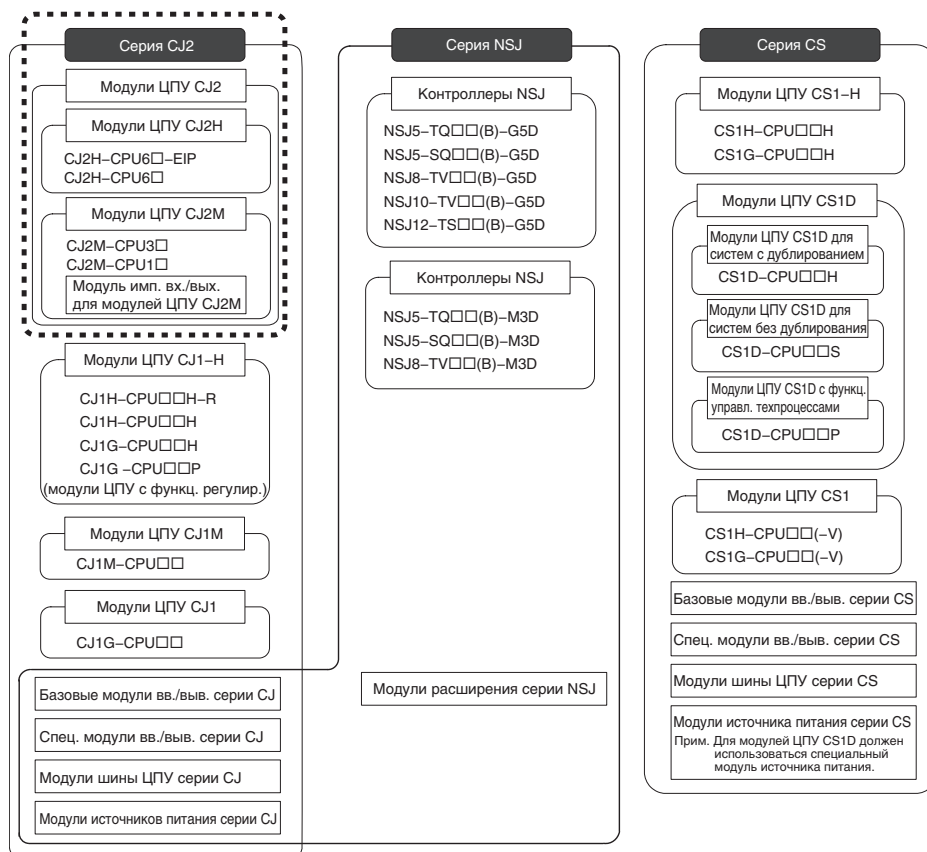 Серия CJ2
Модули ЦПУ CJ2
Модули ЦПУ CJ2H
CJ2H–CPU6□–EIP
CJ2H–CPU6□
Модули ЦПУ CJ2M
CJ2M–CPU3□
CJ2M–CPU1□
Модуль имп. вх./вых.
для модулей ЦПУ CJ2M
Модули ЦПУ CJ1–H
CJ1H–CPU□□H–R
CJ1H–CPU□□H
CJ1G–CPU□□H
CJ1G –CPU□□P
(модули ЦПУ с функц. регулир.)
Модули ЦПУ CJ1M
CJ1M–CPU□□
Модули ЦПУ CJ1
CJ1G–CPU□□
Базовые модули вв./выв. серии CJ
Спец. модули вв./выв. серии CJ
Модули шины ЦПУ серии CJ
Модули источников питания серии CJ
Серия NSJ
Контроллеры NSJ
NSJ5–TQ□□(B)–G5D
NSJ5–SQ□□(B)–G5D
NSJ8–TV□□(B)–G5D
NSJ10–TV□□(B)–G5D
NSJ12–TS□□(B)–G5D
Контроллеры NSJ
NSJ5–TQ□□(B)–M3D
NSJ5–SQ□□(B)–M3D
NSJ8–TV□□(B)–M3D
Модули расширения серии NSJ
Серия CS
Модули ЦПУ CS1–H
CS1H–CPU□□H
CS1G–CPU□□H
Модули ЦПУ CS1D
Модули ЦПУ CS1D для
систем с дублированием
CS1D–CPU□□H
Модули ЦПУ CS1D для
систем без дублирования
CS1D–CPU□□S
Модули ЦПУ CS1D с функц.
управл. техпроцессами
CS1D–CPU□□P
Модули ЦПУ CS1
CS1H–CPU□□(–V)
CS1G–CPU□□(–V)
Базовые модули вв./выв. серии CS
Спец. модули вв./выв. серии CS
Модули шины ЦПУ серии CS
Модули источника питания серии CS
Прим. Для модулей ЦПУ CS1D должен
использоваться специальный
модуль источника питания.